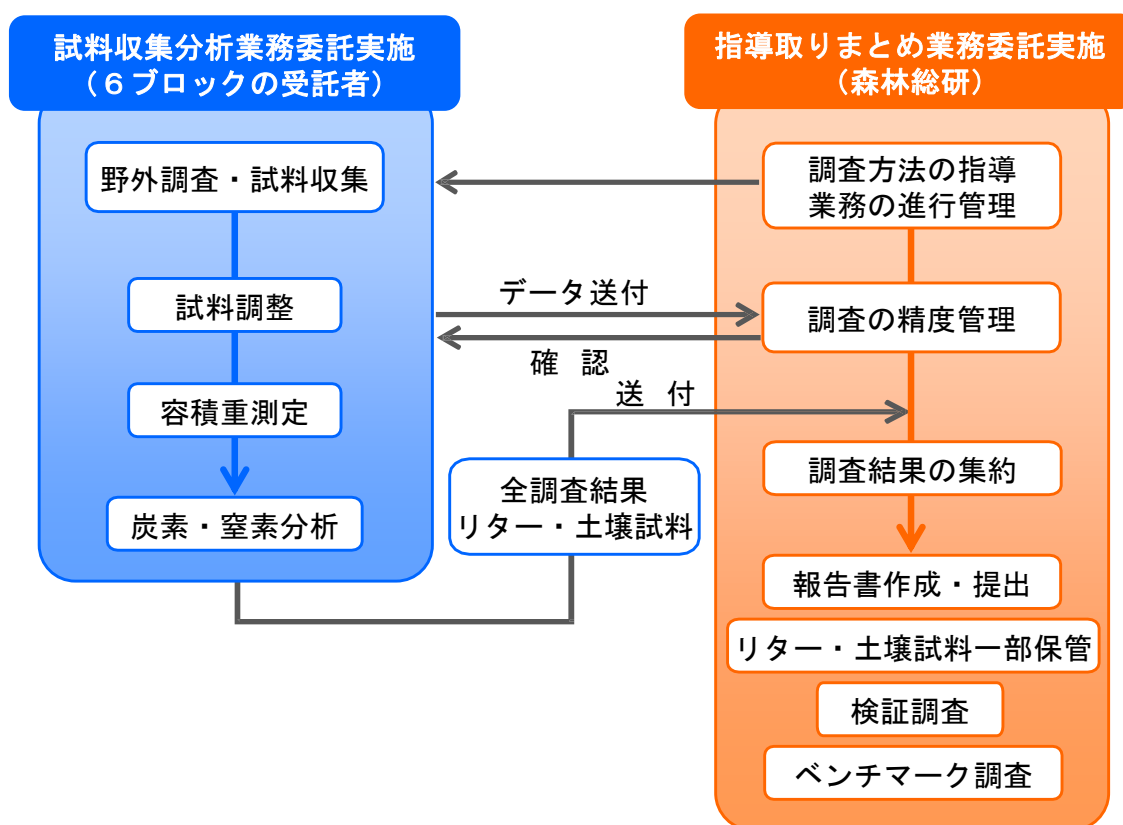 試料収集分析業務委託実施
（６ブロックの受託者）
野外調査・試料収集
試料調整
容積重測定
炭素・窒素分析
データ送付
確 認
送 付
全調査結果
リター・土壌試料
指導取りまとめ業務委託実施
（森林総研）
調査方法の指導
業務の進行管理
調査の精度管理
調査結果の集約
報告書作成・提出
リター・土壌試料一部保管
検証調査
ベンチマーク調査